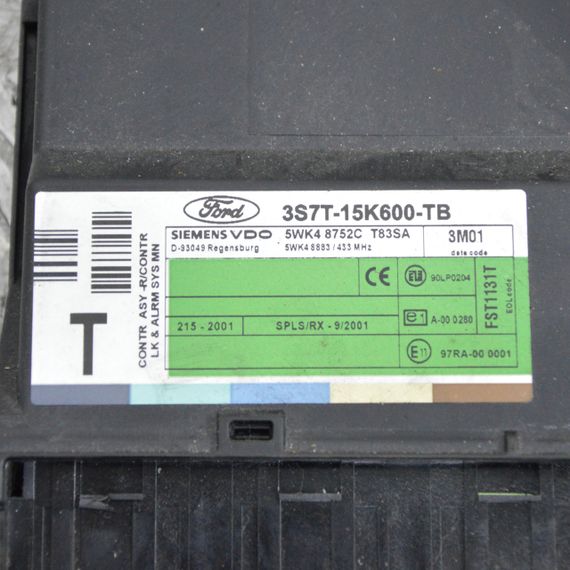 Ford
3S7T-15K600-TB
SIEMENS VDO 5WK4 8752C T83SA
D-93049 Regensburg 5WK4 8883 / 433 MHz
3M01
date code
CONTR ASY -R/CONTR
LK & ALRM SYS MN
T
CE
90LP0204
e1 A-00 0280
215 - 2001 SPLS/RX - 9/2001
E11 97RA-00 0001
FST1131T
EOL code